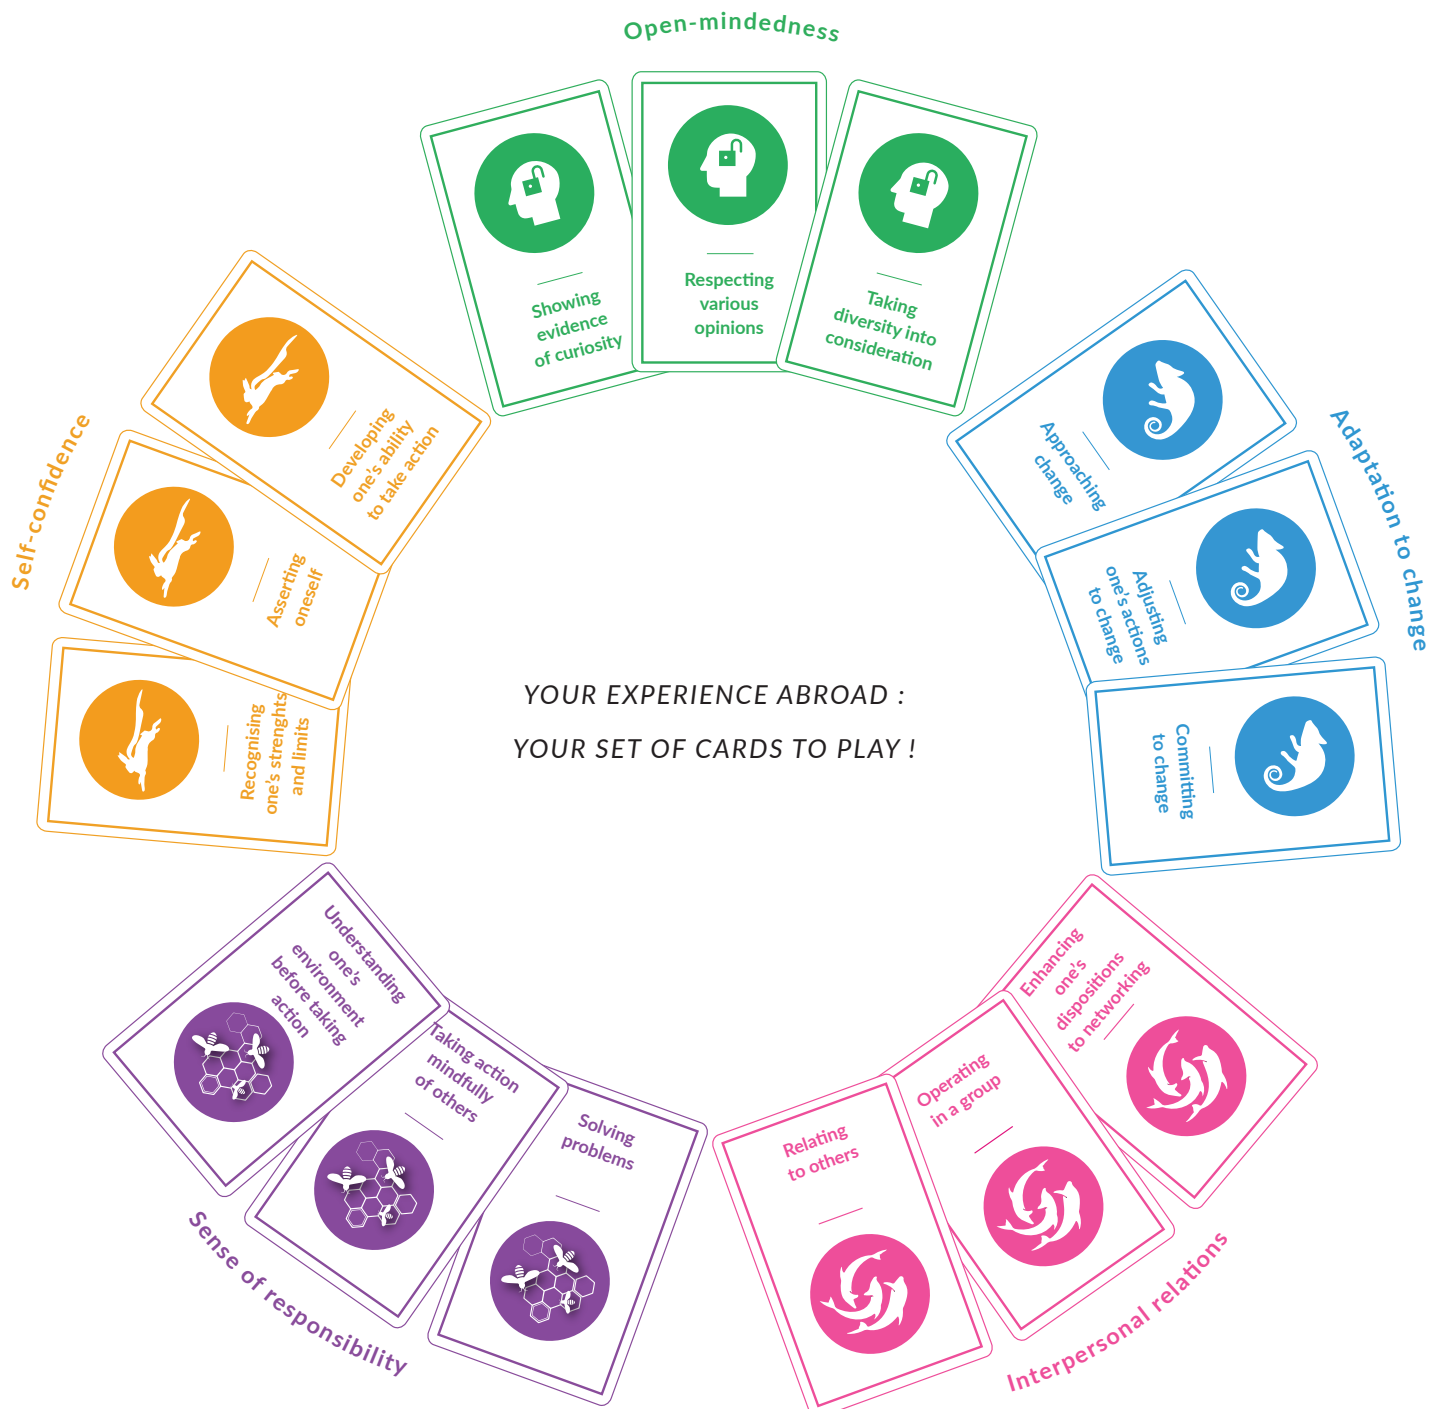 Open-mindedness
Showing
evidence
of curiosity
Respecting
various
opinions
Taking
diversity into
consideration
Adaptation to change
Approaching
change
Adjusting
one's actions
to change
Committing
to change
Interpersonal relations
Enhancing
one's
dispositions
to networking
Operating
in a group
Relating
to others
Sense of responsibility
Solving
problems
Taking action
mindfully
of others
Understanding
one's
environment
before taking
action
Self-confidence
Recognising
one's strenghts
and limits
Asserting
oneself
Developing
one's ability
to take action
YOUR EXPERIENCE ABROAD :
YOUR SET OF CARDS TO PLAY !